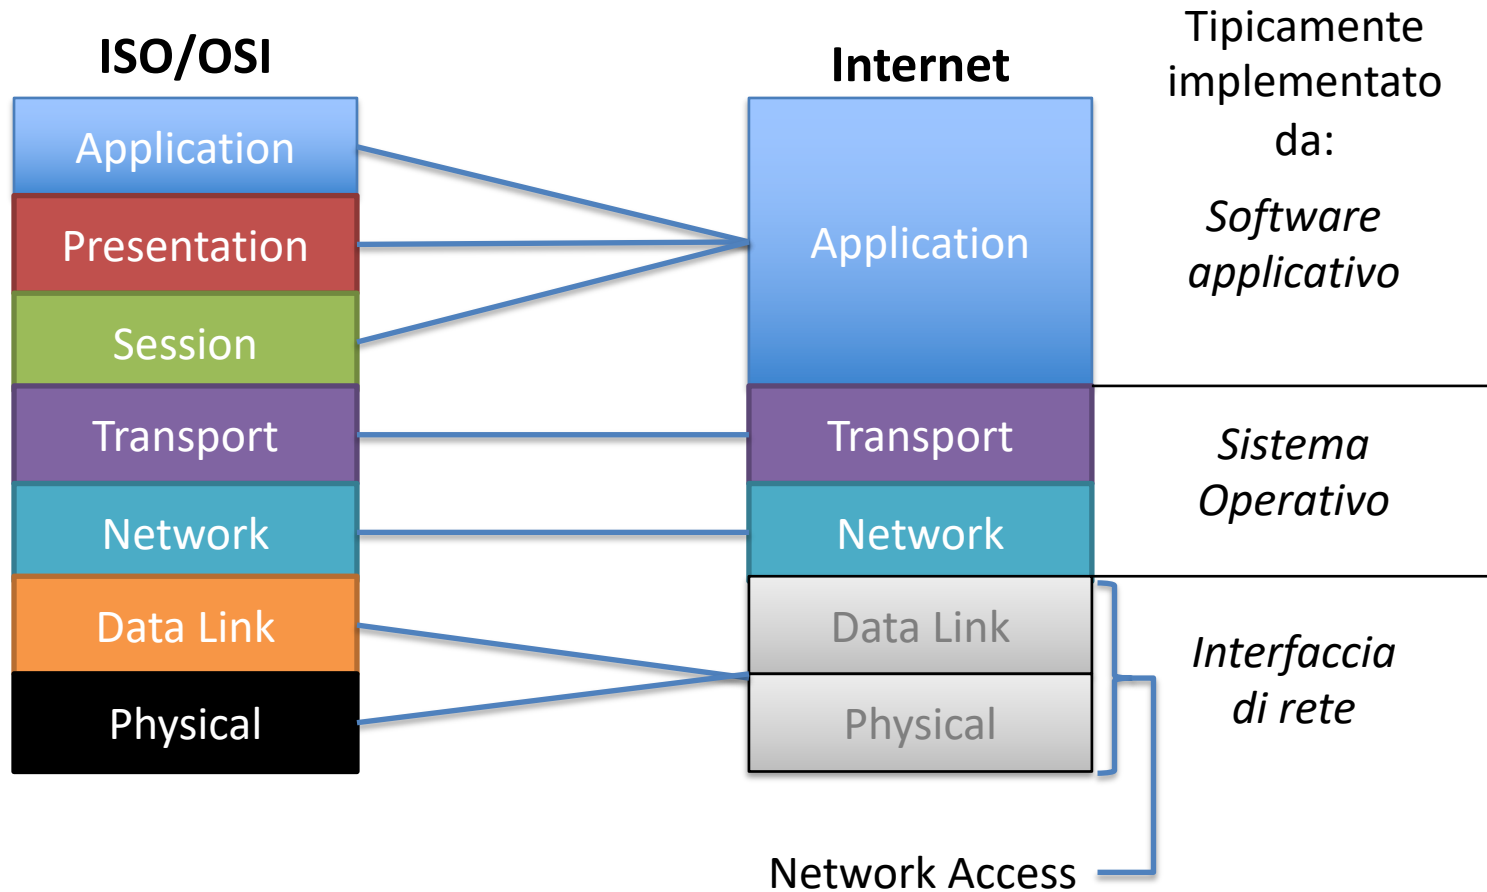 ISO/OSI
Application
Presentation
Session
Transport
Network
Data Link
Physical
Internet
Application
Transport
Network
Data Link
Physical
Network Access
Tipicamente
implementato
da:
Software
applicativo
Sistema
Operativo
Interfaccia
di rete